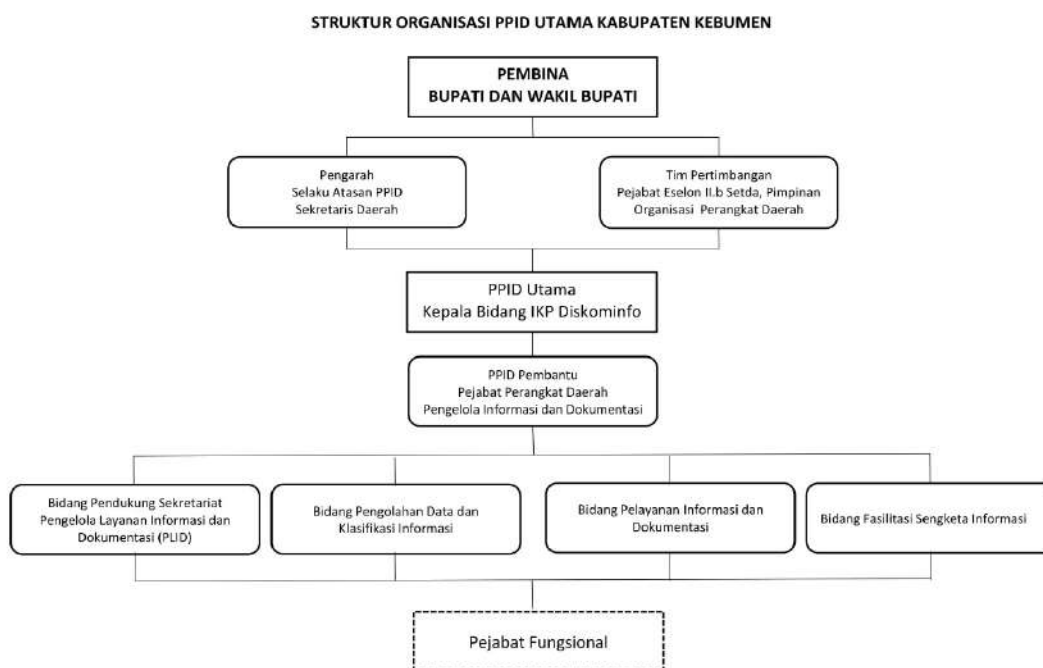 STRUKTUR ORGANISASI PPID UTAMA KABUPATEN KEBUMEN
PEMBINA
BUPATI DAN WAKIL BUPATI
Pengarah
Selaku Atasan PPID
Sekretaris Daerah
Tim Pertimbangan
Pejabat Eselon II.b Setda, Pimpinan
Organisasi Perangkat Daerah
PPID Utama
Kepala Bidang IKP Diskominfo
PPID Pembantu
Pejabat Perangkat Daerah
Pengelola Informasi dan Dokumentasi
Bidang Pendukung Sekretariat
Pengelola Layanan Informasi dan
Dokumentasi (PLID)
Bidang Pengolahan Data dan
Klasifikasi Informasi
Bidang Pelayanan Informasi dan
Dokumentasi
Bidang Fasilitasi Sengketa Informasi
Pejabat Fungsional